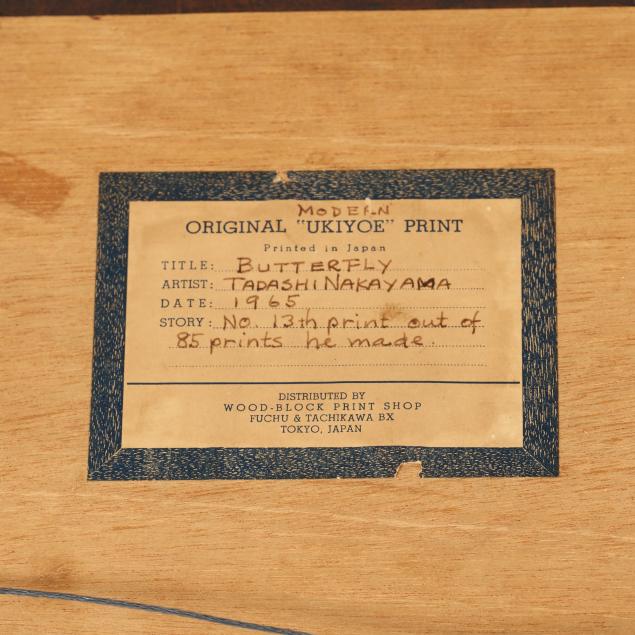 MODERN
ORIGINAL "UKIYOE" PRINT
Printed in Japan
TITLE: BUTTERFLY
ARTIST: TADASHI NAKAYAMA
DATE: 1965
STORY: No. 13th print out of
85 prints he made.
DISTRIBUTED BY
WOOD-BLOCK PRINT SHOP
FUCHU & TACHIKAWA BX
TOKYO, JAPAN